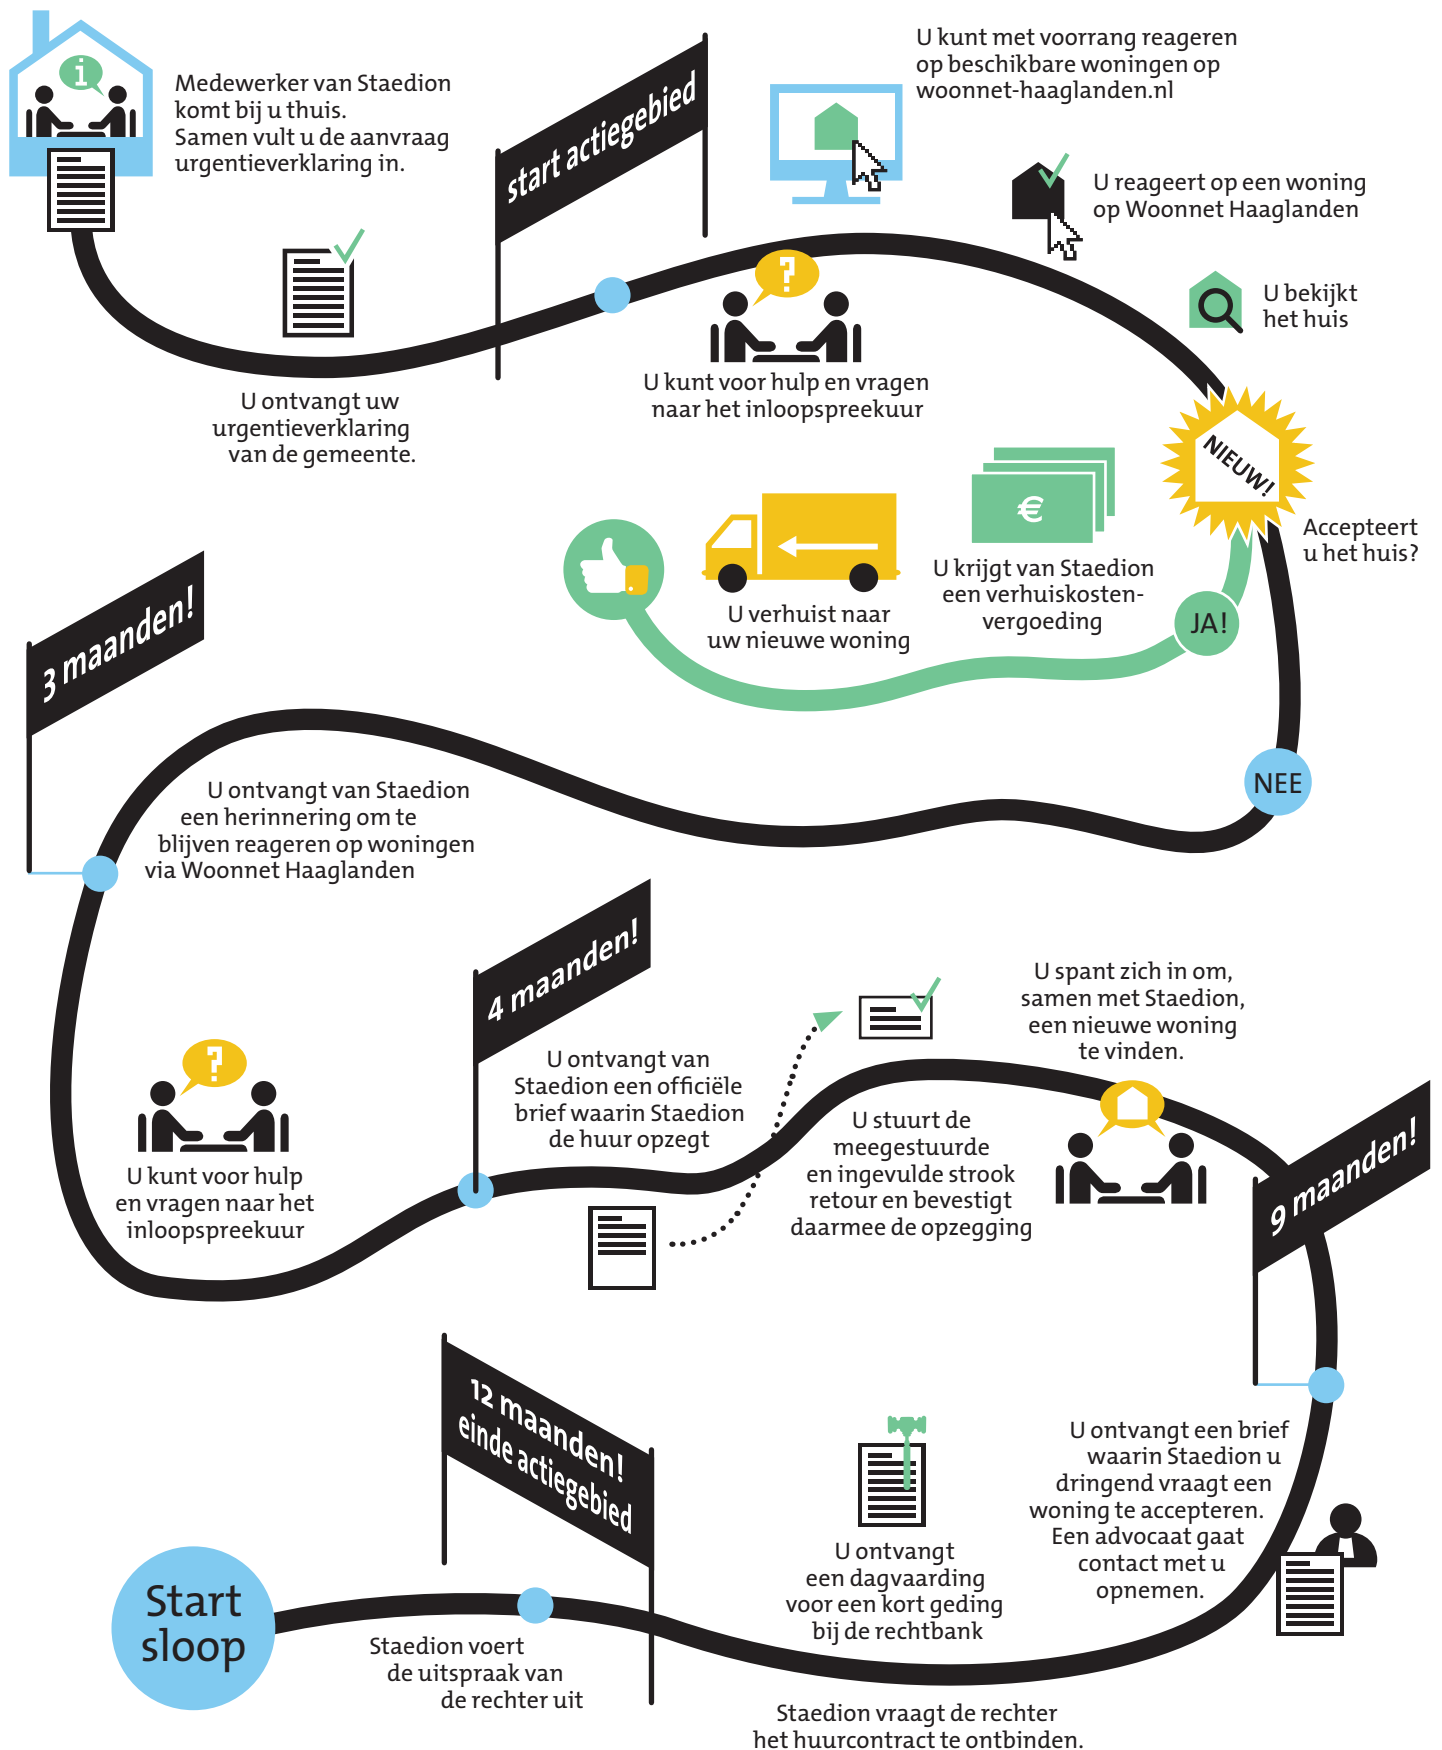 i
Medewerker van Staedion
komt bij u thuis.
Samen vult u de aanvraag
urgentieverklaring in.
U ontvangt uw
urgentieverklaring
van de gemeente.
start actiegebied
U kunt met voorrang reageren
op beschikbare woningen op
woonnet-haaglanden.nl
?
U kunt voor hulp en vragen
naar het inloopspreekuur
U reageert op een woning
op Woonnet Haaglanden
U bekijkt
het huis
NIEUW!
Accepteert
u het huis?
JA!
€
U krijgt van Staedion
een verhuiskosten-
vergoeding
U verhuist naar
uw nieuwe woning
NEE
3 maanden!
U ontvangt van Staedion
een herinnering om te
blijven reageren op woningen
via Woonnet Haaglanden
?
U kunt voor hulp
en vragen naar het
inloopspreekuur
4 maanden!
U ontvangt van
Staedion een officiële
brief waarin Staedion
de huur opzegt
U stuurt de
meegestuurde
en ingevulde strook
retour en bevestigt
daarmee de opzegging
U spant zich in om,
samen met Staedion,
een nieuwe woning
te vinden.
9 maanden!
U ontvangt een brief
waarin Staedion u
dringend vraagt een
woning te accepteren.
Een advocaat gaat
contact met u
opnemen.
U ontvangt
een dagvaarding
voor een kort geding
bij de rechtbank
Staedion vraagt de rechter
het huurcontract te ontbinden.
12 maanden!
einde actiegebied
Staedion voert
de uitspraak van
de rechter uit
Start
sloop